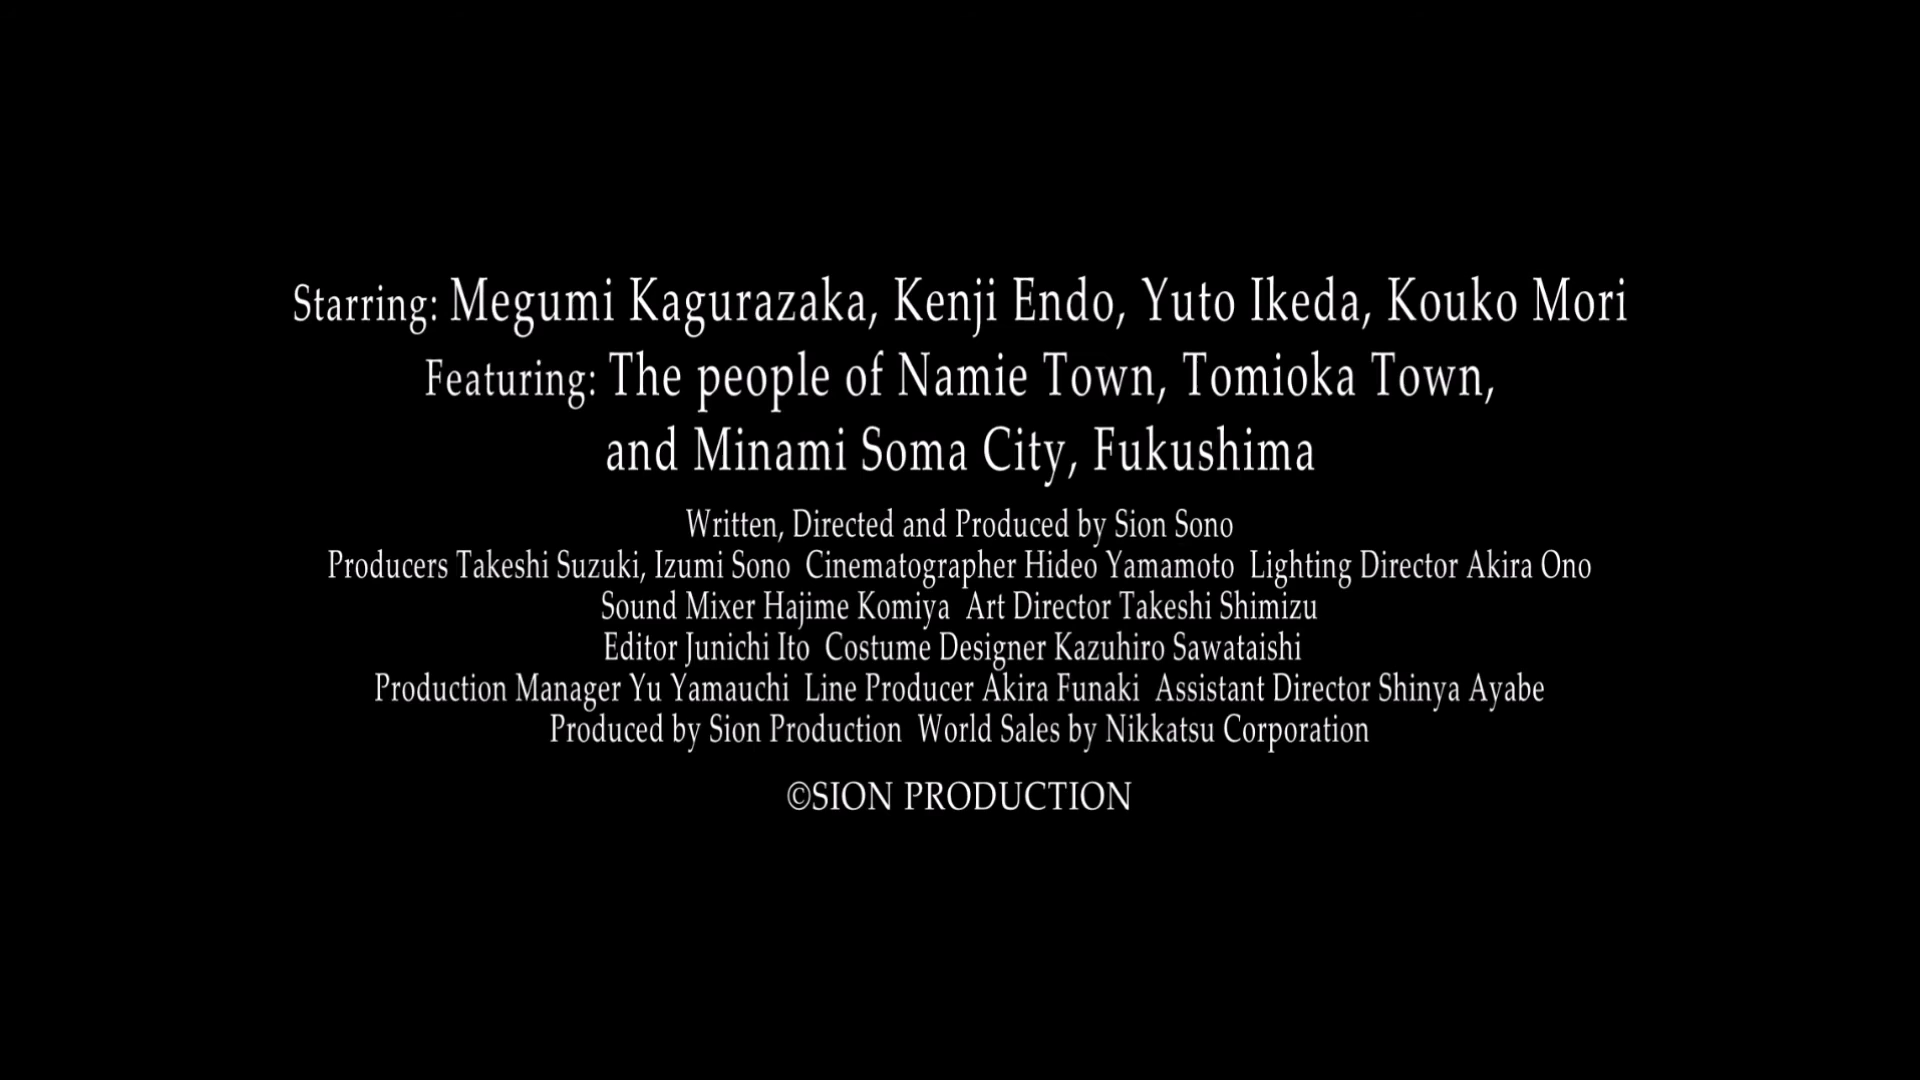 Starring: Megumi Kagurazaka, Kenji Endo, Yuto Ikeda, Kouko Mori
Featuring: The people of Namie Town, Tomioka Town,
and Minami Soma City, Fukushima
Written, Directed and Produced by Sion Sono
Producers Takeshi Suzuki, Izumi Sono Cinematographer Hideo Yamamoto Lighting Director Akira Ono
Sound Mixer Hajime Komiya Art Director Takeshi Shimizu
Editor Junichi Ito Costume Designer Kazuhiro Sawataishi
Production Manager Yu Yamauchi Line Producer Akira Funaki Assistant Director Shinya Ayabe
Produced by Sion Production World Sales by Nikkatsu Corporation
©SION PRODUCTION